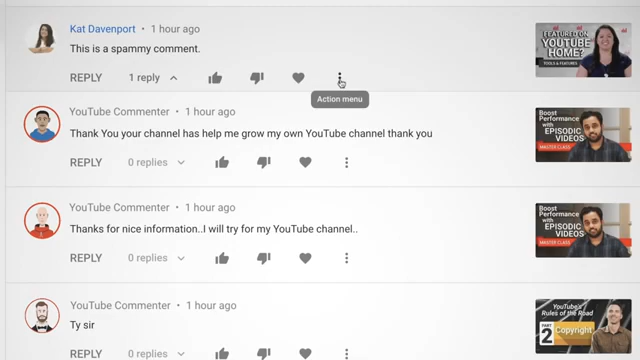 Kat Davenport • 1 hour ago
This is a spammy comment.
REPLY 1 reply
Action menu
FEATURED ON
YOUTUBE
HOME?
TOOLS & FEATURES
YouTube Commenter • 1 hour ago
Thank You your channel has help me grow my own YouTube channel thank you
REPLY 0 replies
Boost
Performance
with
EPISODIC
VIDEOS
MASTER CLASS
YouTube Commenter • 1 hour ago
Thanks for nice information..I will try for my YouTube channel..
REPLY 0 replies
Boost
Performance
with
EPISODIC
VIDEOS
MASTER CLASS
YouTube Commenter • 1 hour ago
Ty sir
REPLY 0 replies
YouTube's
Rules of the Road
PART
2
Copyright